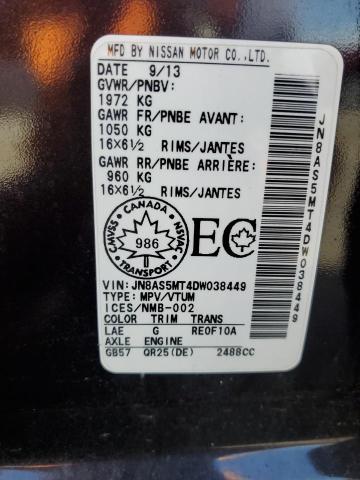 MFD BY NISSAN MOTOR CO.,LTD.
DATE 9/13
GVWR/PNBV:
1972 KG
GAWR FR/PNBE AVANT:
1050 KG
16X6½ RIMS/JANTES
GAWR RR/PNBE ARRIÈRE:
960 KG
16X6½ RIMS/JANTES
CANADA
CMVSS NSVAC
986
TRANSPORT
EC
VIN: JN8AS5MT4DW038449
TYPE: MPV/VTUM
ICES/NMB-002
COLOR TRIM TRANS
LAE G RE0F10A
AXLE ENGINE
GB57 QR25(DE) 2488CC
JN8AS5MT4DW038449